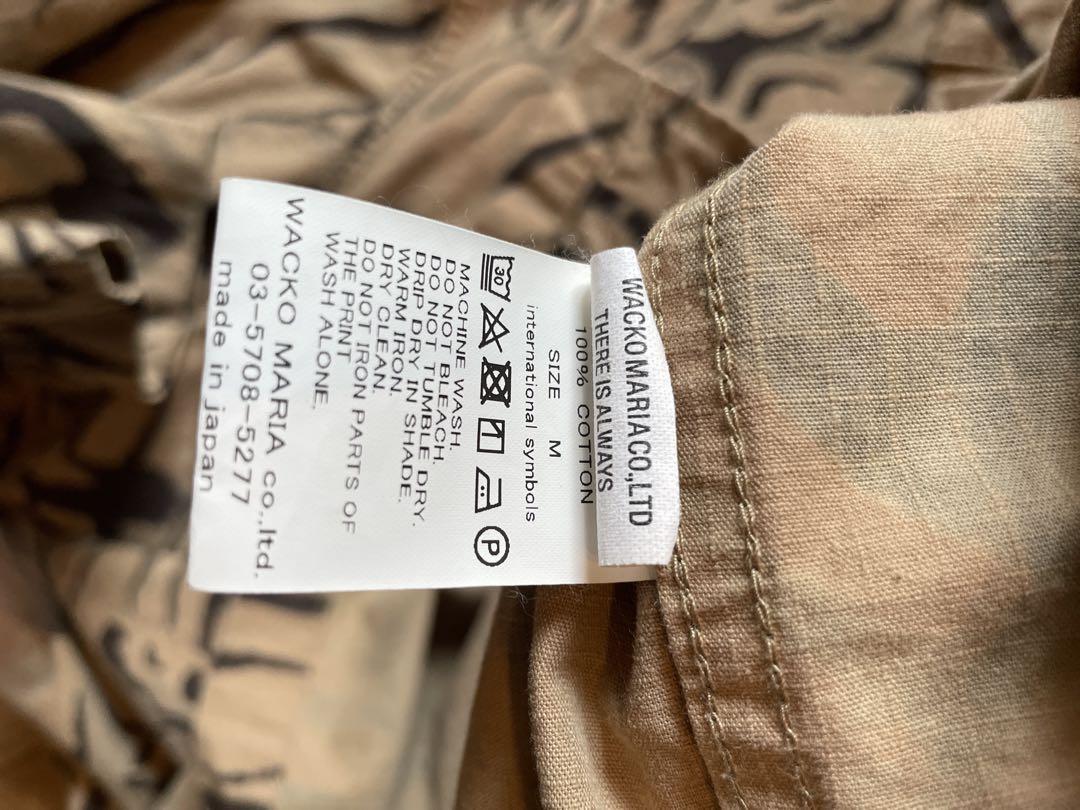 WACKOMARIACO.,LTD
THERE IS ALWAYS
100% COTTON
SIZE M
international symbols
30
P
MACHINE WASH.
DO NOT BLEACH.
DO NOT TUMBLE DRY.
DRIP DRY IN SHADE.
WARM IRON.
DRY CLEAN.
DO NOT IRON PARTS OF
THE PRINT
WASH ALONE.
WACKO MARIA co.,ltd.
03-5708-5277
made in japan